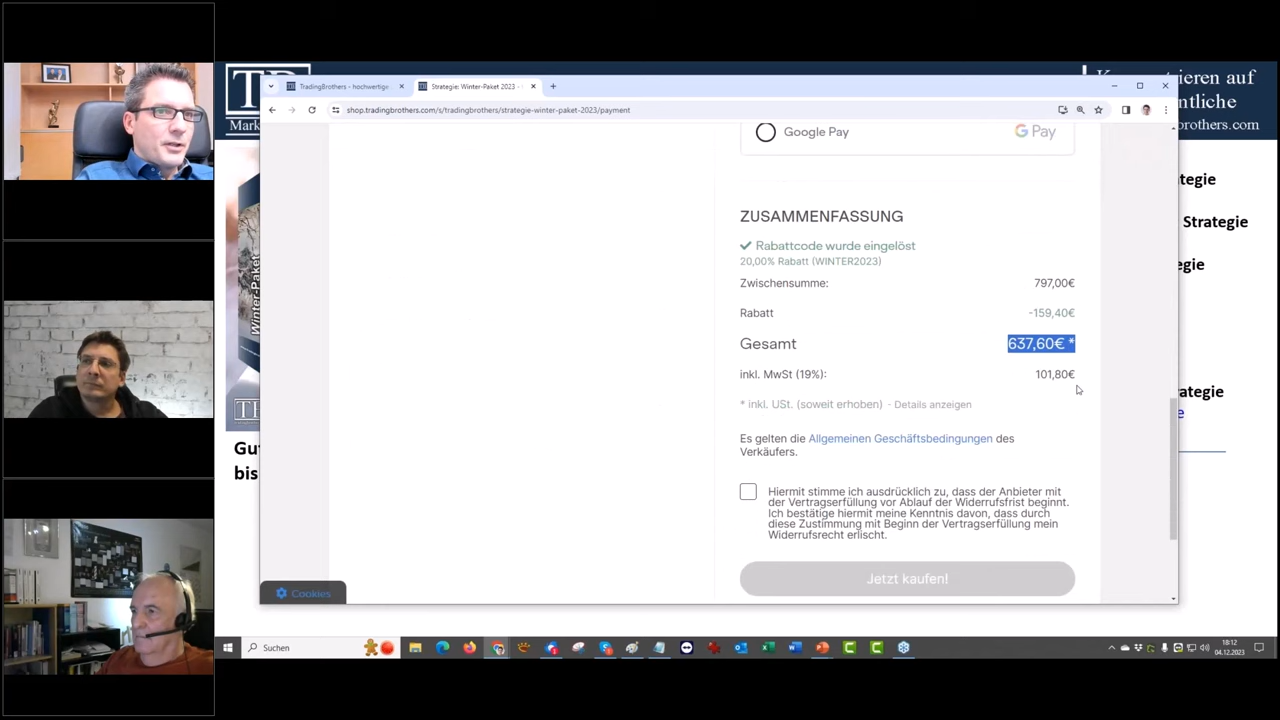 TradingBrothers - hochwertige
Strategie: Winter-Paket 2023 -
shop.tradingbrothers.com/s/tradingbrothers/strategie-winter-paket-2023/payment
Google Pay
G Pay
ZUSAMMENFASSUNG
Rabattcode wurde eingelöst
20,00% Rabatt (WINTER2023)
Zwischensumme: 797,00€
Rabatt -159,40€
Gesamt 637,60€ *
inkl. MwSt (19%): 101,80€
* inkl. USt. (soweit erhoben) - Details anzeigen
Es gelten die Allgemeinen Geschäftsbedingungen des
Verkäufers.
Hiermit stimme ich ausdrücklich zu, dass der Anbieter mit
der Vertragserfüllung vor Ablauf der Widerrufsfrist beginnt.
Ich bestätige hiermit meine Kenntnis davon, dass durch
diese Zustimmung mit Beginn der Vertragserfüllung mein
Widerrufsrecht erlischt.
Jetzt kaufen!
Cookies
Mark
Winter-Paket
Gut
bis
ntliche
brothers.com
tegie
Strategie
egie
rategie
e
Suchen
18:12
04.12.2023